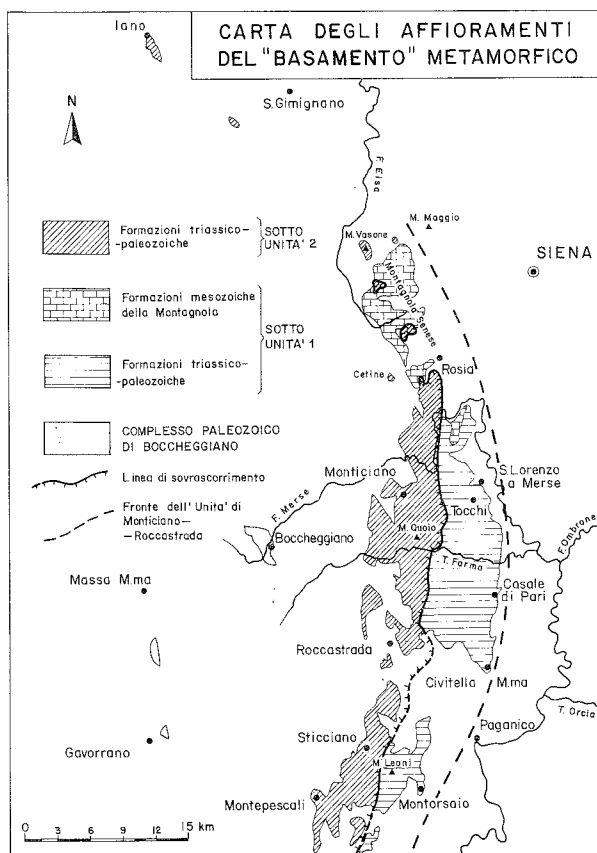 CARTA DEGLI AFFIORAMENTI
DEL "BASAMENTO" METAMORFICO
Iano
S. Gimignano
N
F. Elsa
M. Maggio
M. Vasone
SIENA
Montagnola Senese
Formazioni triassico-
-paleozoiche
SOTTO
UNITA' 2
Formazioni mesozoiche
della Montagnola
Formazioni triassico-
-paleozoiche
SOTTO
UNITA' 1
COMPLESSO PALEOZOICO
DI BOCCHEGGIANO
Linea di sovrascorrimento
Fronte dell'Unita' di
Monticiano-
-Roccastrada
Rosia
Cetine
Monticiano
S. Lorenzo
a Merse
Tocchi
F. Merse
M. Quoio
Boccheggiano
F. Ombrone
T. Farma
Massa M.ma
Casale
di Pari
Roccastrada
Civitella M.ma
T. Orcia
Paganico
Sticciano
Gavorrano
M. Leoni
Montepescali
Montorsaio
0 3 6 9 12 15 km